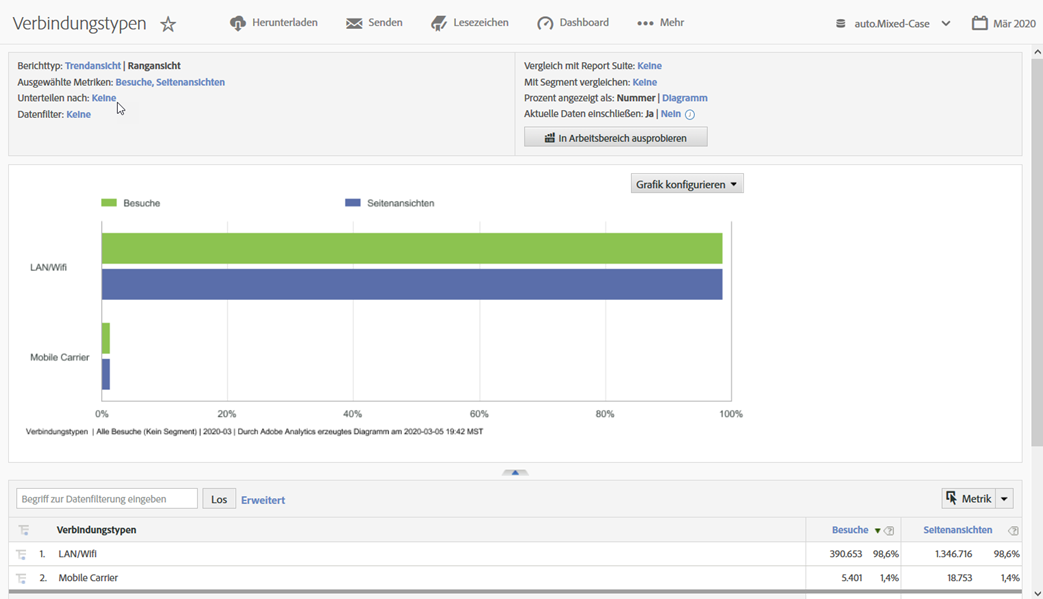 Verbindungstypen
Herunterladen
Senden
Lesezeichen
Dashboard
Mehr
auto.Mixed-Case
Mär 2020
Berichttyp: Trendansicht | Rangansicht
Ausgewählte Metriken: Besuche, Seitenansichten
Unterteilen nach: Keine
Datenfilter: Keine
Vergleich mit Report Suite: Keine
Mit Segment vergleichen: Keine
Prozent angezeigt als: Nummer | Diagramm
Aktuelle Daten einschließen: Ja | Nein
In Arbeitsbereich ausprobieren
Grafik konfigurieren
Besuche
Seitenansichten
LAN/Wifi
Mobile Carrier
0% 20% 40% 60% 80% 100%
Verbindungstypen | Alle Besuche (Kein Segment) | 2020-03 | Durch Adobe Analytics erzeugtes Diagramm am 2020-03-05 19:42 MST
Begriff zur Datenfilterung eingeben
Los
Erweitert
Metrik
Verbindungstypen Besuche Seitenansichten
1. LAN/Wifi 390.653 98,6% 1.346.716 98,6%
2. Mobile Carrier 5.401 1,4% 18.753 1,4%